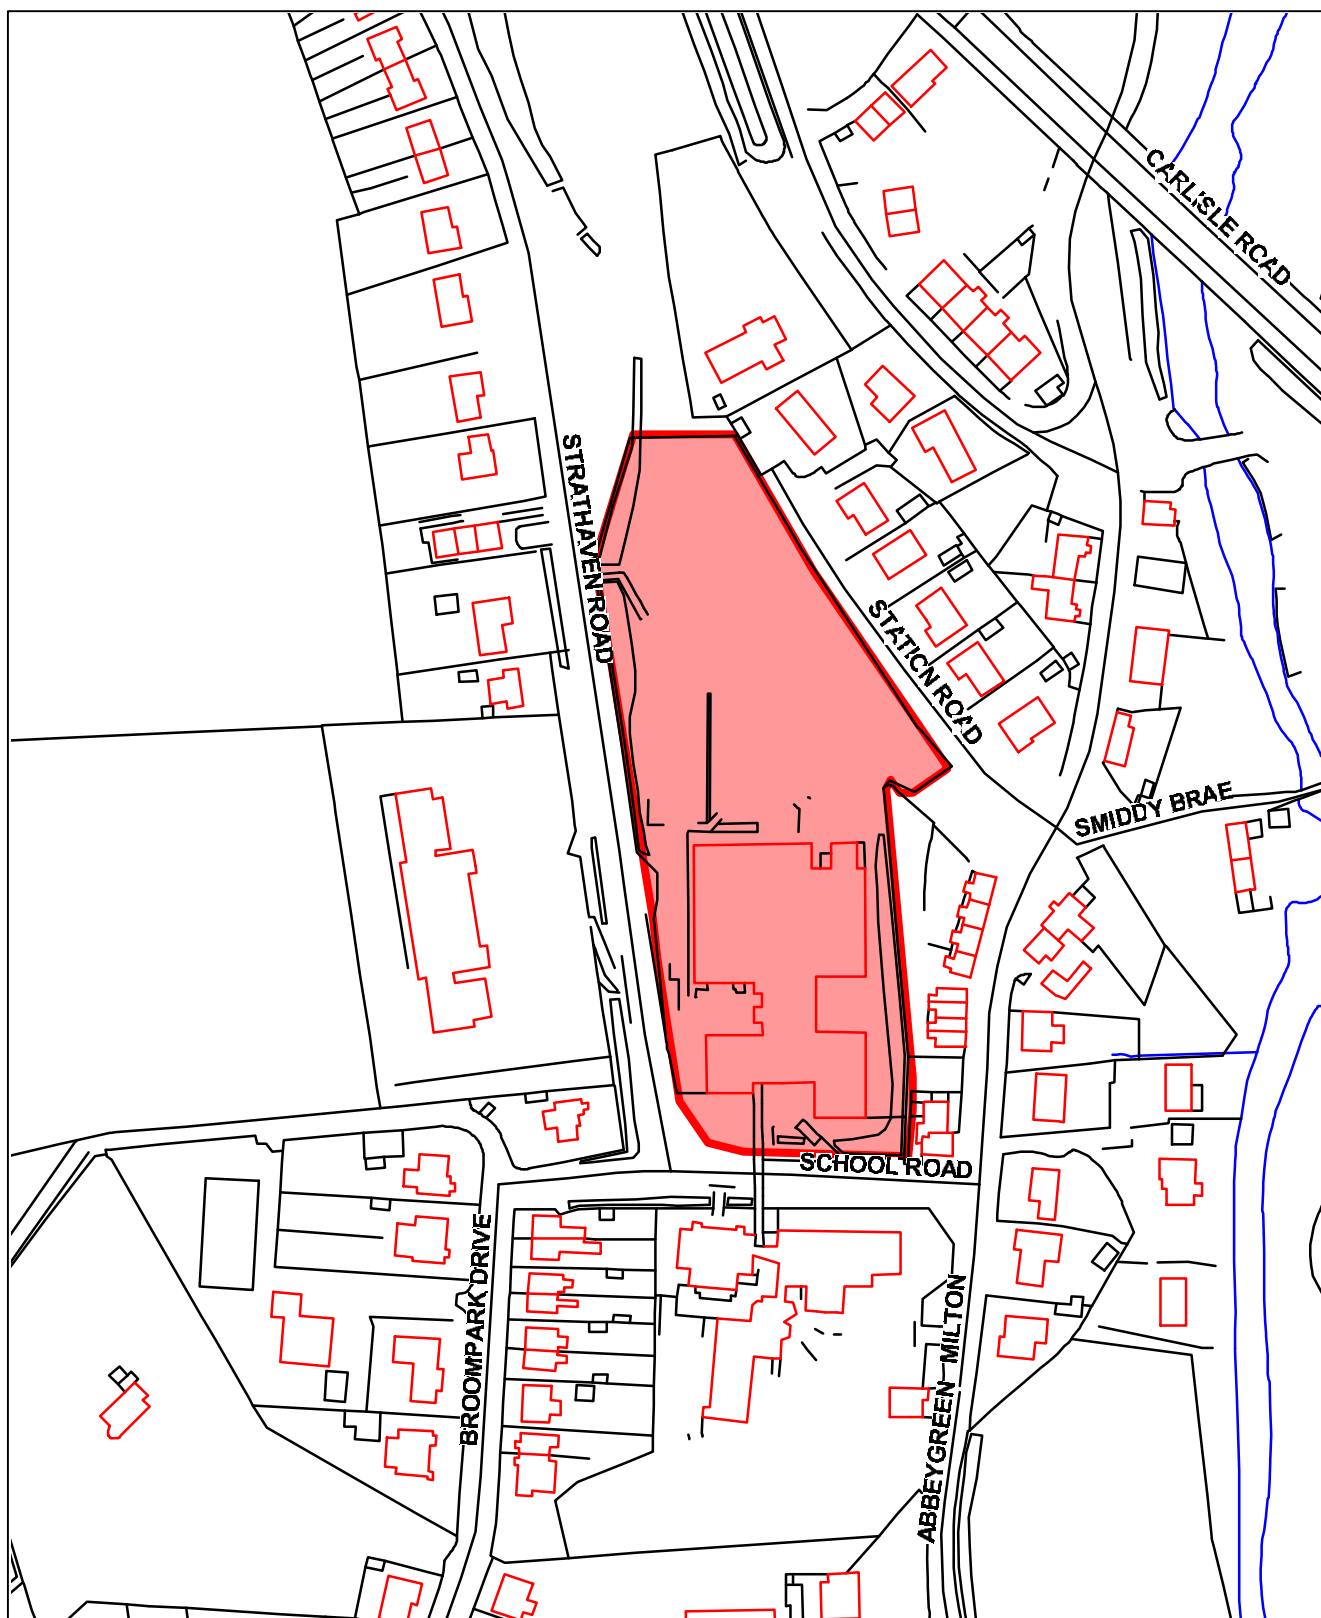 CARLISLE ROAD
STRATHAVEN ROAD
STATION ROAD
SMIDDY BRAE
SCHOOL ROAD
BROOMPARK DRIVE
ABBEYGREEN MILTON